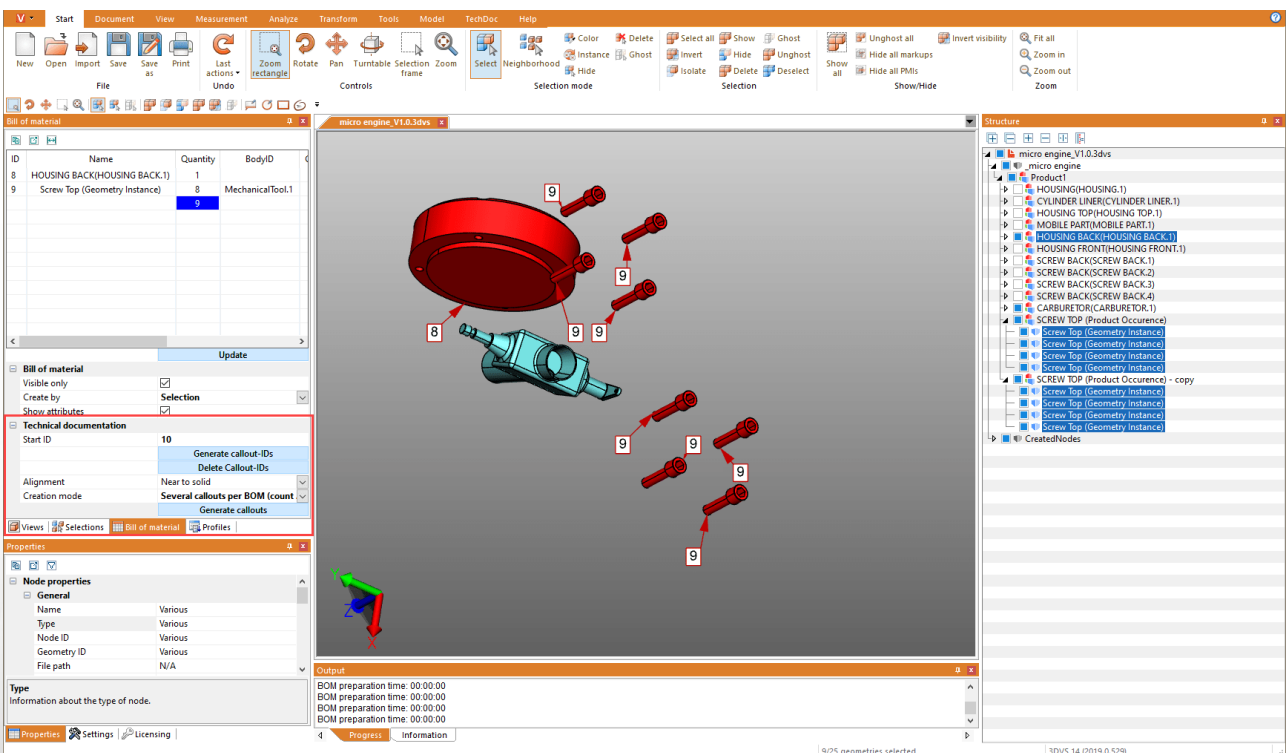 V Start Document View Measurement Analyze Transform Tools Model TechDoc Help
New Open Import Save Save as Print
Last actions
Zoom rectangle Rotate Pan Turntable Selection frame Zoom
Select Neighborhood
Color Delete
Instance Ghost
Hide
Select all Show Ghost
Invert Hide Unghost
Isolate Delete Deselect
Show all
Unghost all Invert visibility
Hide all markups
Hide all PMIs
Fit all
Zoom in
Zoom out
File Undo Controls Selection mode Selection Show/Hide Zoom
Bill of material
ID Name Quantity BodyID
8 HOUSING BACK(HOUSING BACK.1) 1
9 Screw Top (Geometry Instance) 8 MechanicalTool.1
9
Update
Bill of material
Visible only
Create by Selection
Show attributes
Technical documentation
Start ID 10
Generate callout-IDs
Delete Callout-IDs
Alignment Near to solid
Creation mode Several callouts per BOM (count
Generate callouts
Views Selections Bill of material Profiles
Properties
Node properties
General
Name Various
Type Various
Node ID Various
Geometry ID Various
File path N/A
Type
Information about the type of node.
Properties Settings Licensing
micro engine_V1.0.3dvs
9
9
8
9
9
9
9
9
9
Y
Z
X
Output
BOM preparation time: 00:00:00
BOM preparation time: 00:00:00
BOM preparation time: 00:00:00
BOM preparation time: 00:00:00
Progress Information
Structure
micro engine_V1.0.3dvs
_micro engine
Product1
HOUSING(HOUSING.1)
CYLINDER LINER(CYLINDER LINER.1)
HOUSING TOP(HOUSING TOP.1)
MOBILE PART(MOBILE PART.1)
HOUSING BACK(HOUSING BACK.1)
HOUSING FRONT(HOUSING FRONT.1)
SCREW BACK(SCREW BACK.1)
SCREW BACK(SCREW BACK.2)
SCREW BACK(SCREW BACK.3)
SCREW BACK(SCREW BACK.4)
CARBURETOR(CARBURETOR.1)
SCREW TOP (Product Occurence)
Screw Top (Geometry Instance)
Screw Top (Geometry Instance)
Screw Top (Geometry Instance)
Screw Top (Geometry Instance)
SCREW TOP (Product Occurence) - copy
Screw Top (Geometry Instance)
Screw Top (Geometry Instance)
Screw Top (Geometry Instance)
Screw Top (Geometry Instance)
CreatedNodes
9/25 geometries selected
3DVS 14 (2019.0.529)